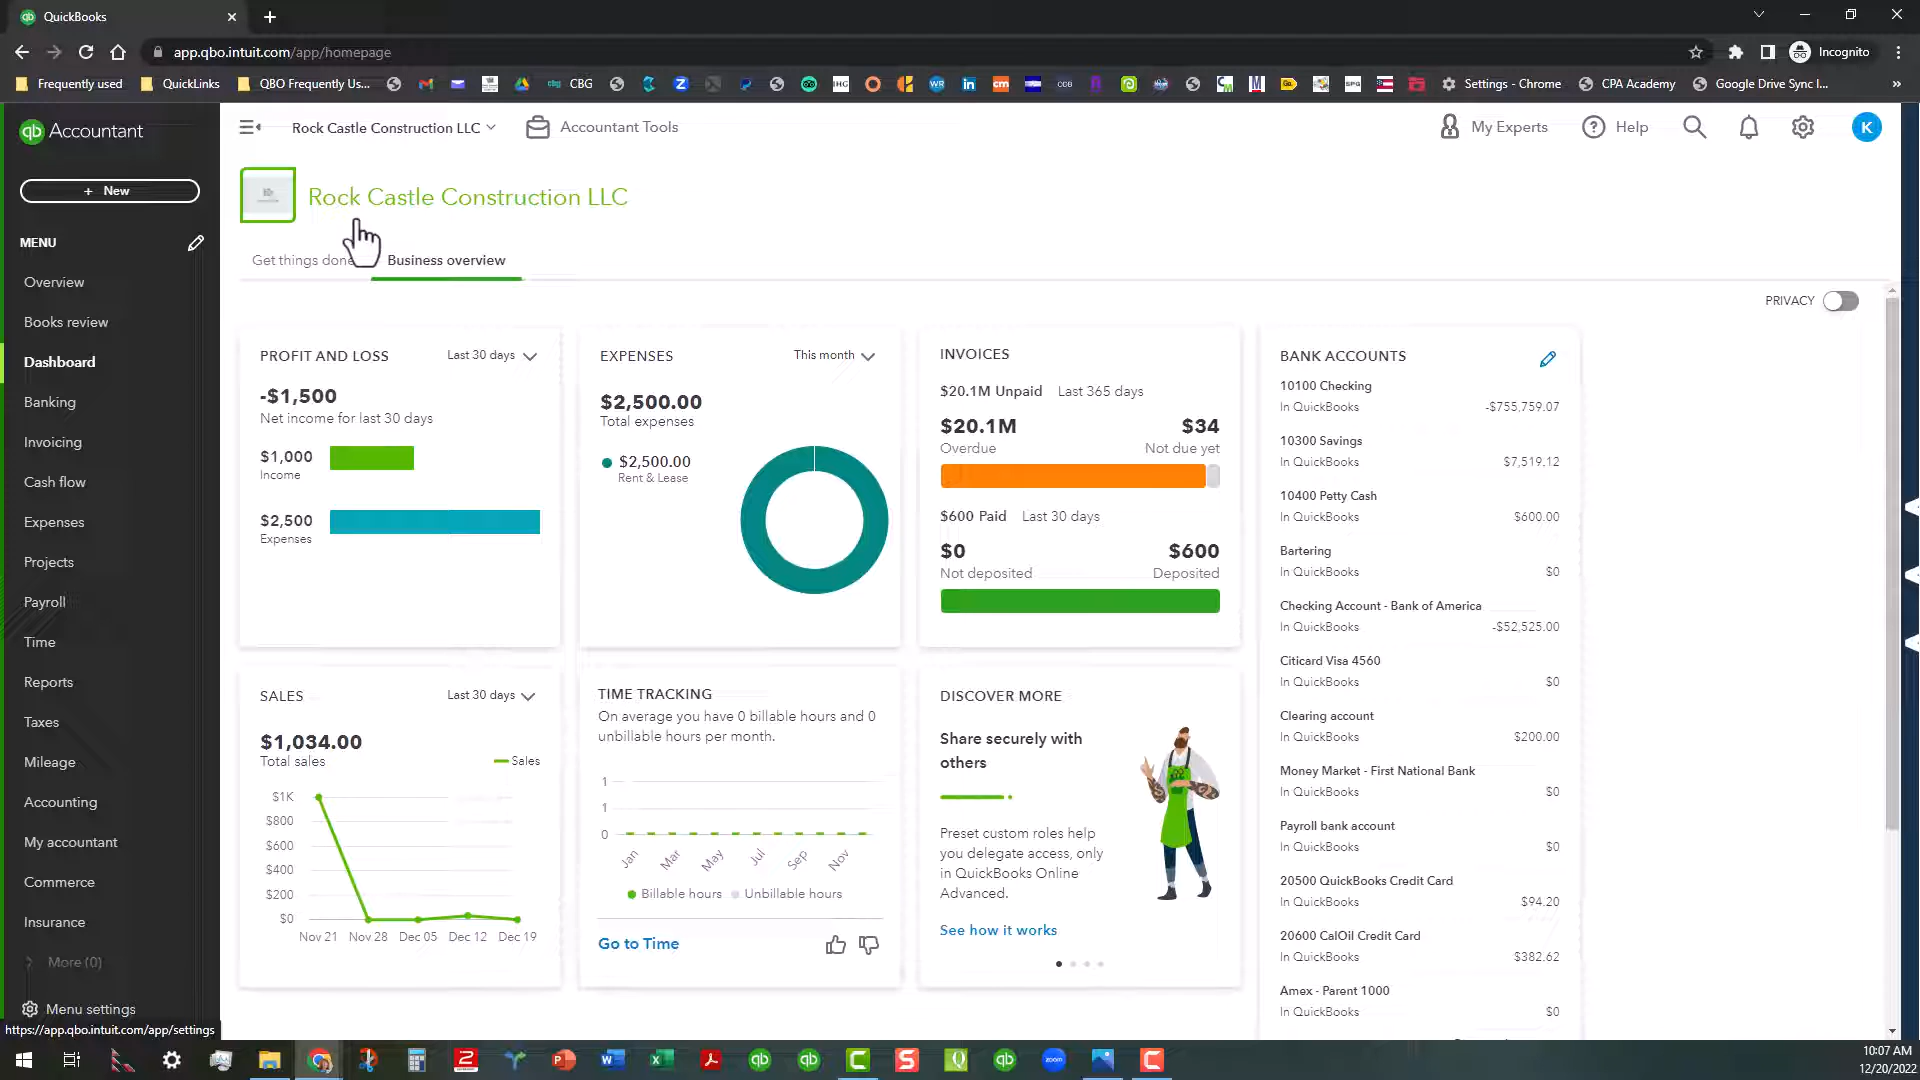 QuickBooks
app.qbo.intuit.com/app/homepage
Incognito
Frequently used
QuickLinks
QBO Frequently Us...
CBG
Settings - Chrome
CPA Academy
Google Drive Sync I...
qb Accountant
Rock Castle Construction LLC
Accountant Tools
My Experts
Help
K
+ New
Rock Castle Construction LLC
MENU
Get things done
Business overview
Overview
Books review
Dashboard
Banking
Invoicing
Cash flow
Expenses
Projects
Payroll
Time
Reports
Taxes
Mileage
Accounting
My accountant
Commerce
Insurance
More (0)
Menu settings
https://app.qbo.intuit.com/app/settings
PRIVACY
PROFIT AND LOSS
Last 30 days
-$1,500
Net income for last 30 days
$1,000
Income
$2,500
Expenses
EXPENSES
This month
$2,500.00
Total expenses
$2,500.00
Rent & Lease
INVOICES
$20.1M Unpaid Last 365 days
$20.1M $34
Overdue Not due yet
$600 Paid Last 30 days
$0 $600
Not deposited Deposited
BANK ACCOUNTS
10100 Checking
In QuickBooks -$755,759.07
10300 Savings
In QuickBooks $7,519.12
10400 Petty Cash
In QuickBooks $600.00
Bartering
In QuickBooks $0
Checking Account - Bank of America
In QuickBooks -$52,525.00
Citicard Visa 4560
In QuickBooks $0
Clearing account
In QuickBooks $200.00
Money Market - First National Bank
In QuickBooks $0
Payroll bank account
In QuickBooks $0
20500 QuickBooks Credit Card
In QuickBooks $94.20
20600 CalOil Credit Card
In QuickBooks $382.62
Amex - Parent 1000
In QuickBooks $0
SALES
Last 30 days
$1,034.00
Total sales
Sales
$1K
$800
$600
$400
$200
$0
Nov 21 Nov 28 Dec 05 Dec 12 Dec 19
TIME TRACKING
On average you have 0 billable hours and 0
unbillable hours per month.
1
1
0
Jan Mar May Jul Sep Nov
Billable hours Unbillable hours
Go to Time
DISCOVER MORE
Share securely with
others
Preset custom roles help
you delegate access, only
in QuickBooks Online
Advanced.
See how it works
10:07 AM
12/20/2022